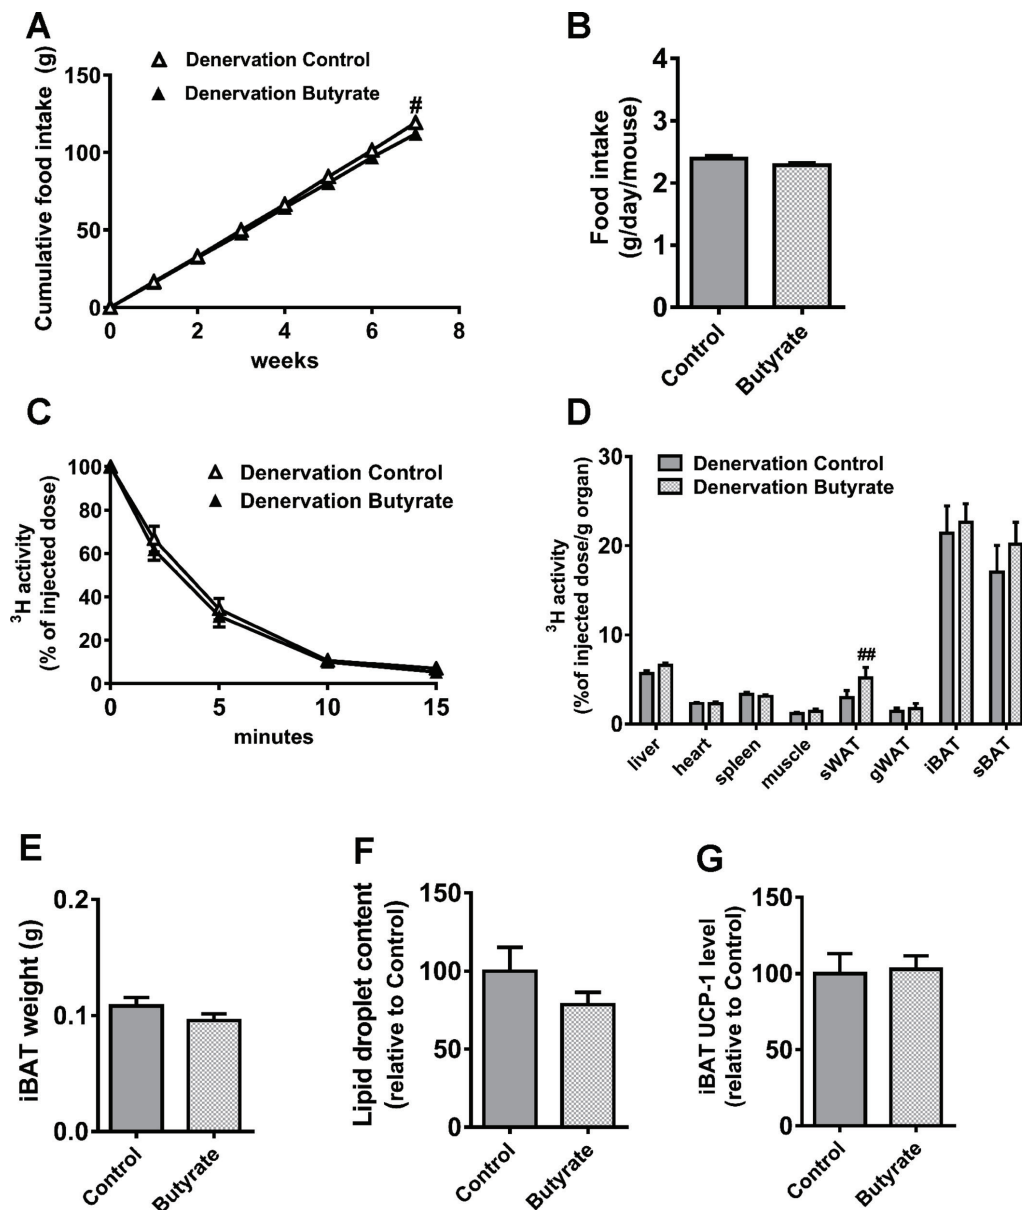 A
Cumulative food intake (g)
150
100
50
0
Denervation Control
Denervation Butyrate
#
0 2 4 6 8
weeks
B
Food intake
(g/day/mouse)
4
3
2
1
0
Control
Butyrate
C
³H activity
(% of injected dose)
100
80
60
40
20
0
Denervation Control
Denervation Butyrate
0 5 10 15
minutes
D
³H activity
(%of injected dose/g organ)
30
20
10
0
Denervation Control
Denervation Butyrate
##
liver
heart
spleen
muscle
sWAT
gWAT
iBAT
sBAT
E
iBAT weight (g)
0.2
0.1
0.0
Control
Butyrate
F
Lipid droplet content
(relative to Control)
150
100
50
0
Control
Butyrate
G
iBAT UCP-1 level
(relative to Control)
150
100
50
0
Control
Butyrate